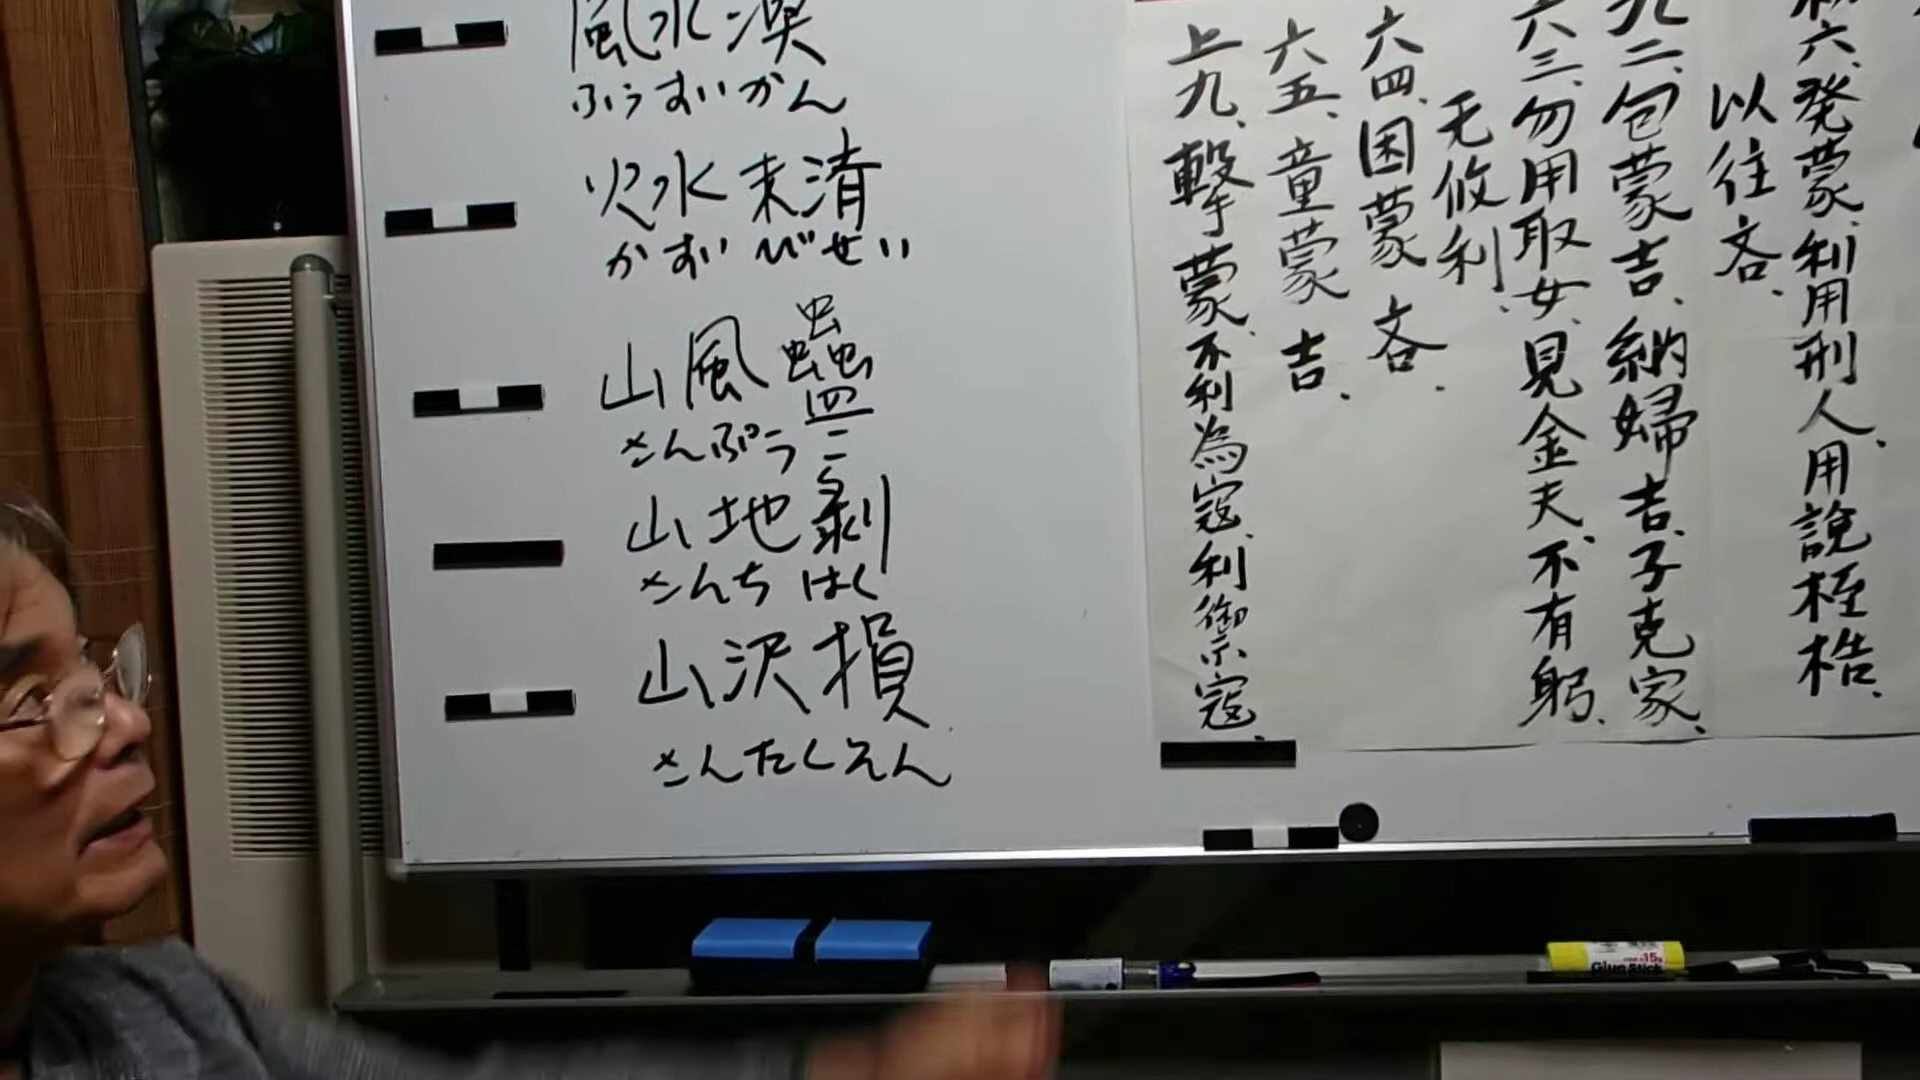 風水渙
ふうすいかん
火水未済
かすいびせい
山風蠱
さんぷうこ
山地剥
さんちはく
山沢損
さんたくそん
六、発蒙、利用刑人、用説桎梏、
以往吝、
九二、包蒙吉、納婦吉、子克家、
六三、勿用取女、見金夫、不有躬、
无攸利、
六四、困蒙、吝、
六五、童蒙、吉、
上九、撃蒙、不利為寇、利禦寇、
Glue Stick